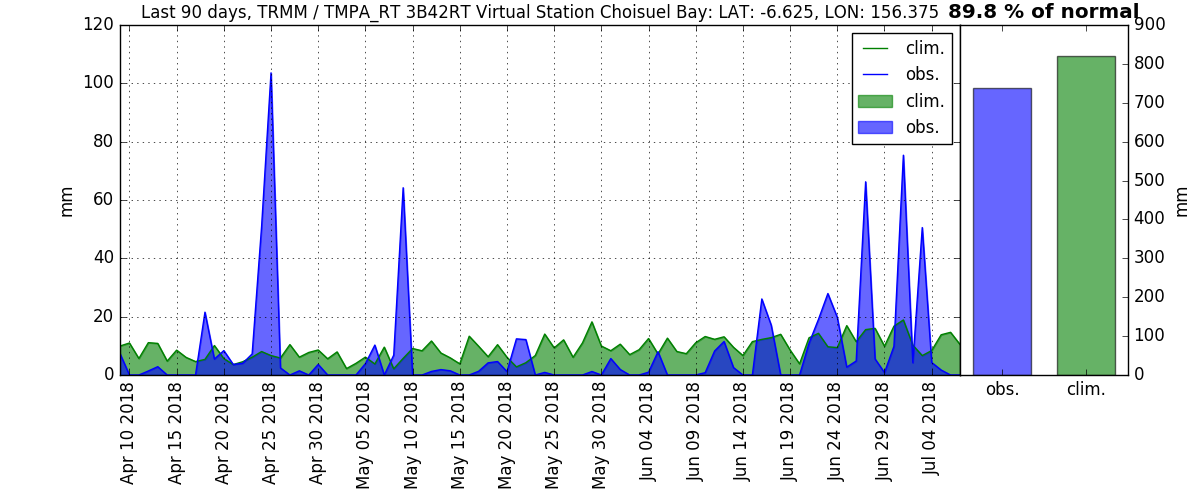 Last 90 days, TRMM / TMPA_RT 3B42RT Virtual Station Choisuel Bay: LAT: -6.625, LON: 156.375
89.8 % of normal
120
100
80
60
40
20
0
mm
clim.
obs.
clim.
obs.
Apr 10 2018
Apr 15 2018
Apr 20 2018
Apr 25 2018
Apr 30 2018
May 05 2018
May 10 2018
May 15 2018
May 20 2018
May 25 2018
May 30 2018
Jun 04 2018
Jun 09 2018
Jun 14 2018
Jun 19 2018
Jun 24 2018
Jun 29 2018
Jul 04 2018
900
800
700
600
500
400
300
200
100
0
mm
obs.
clim.